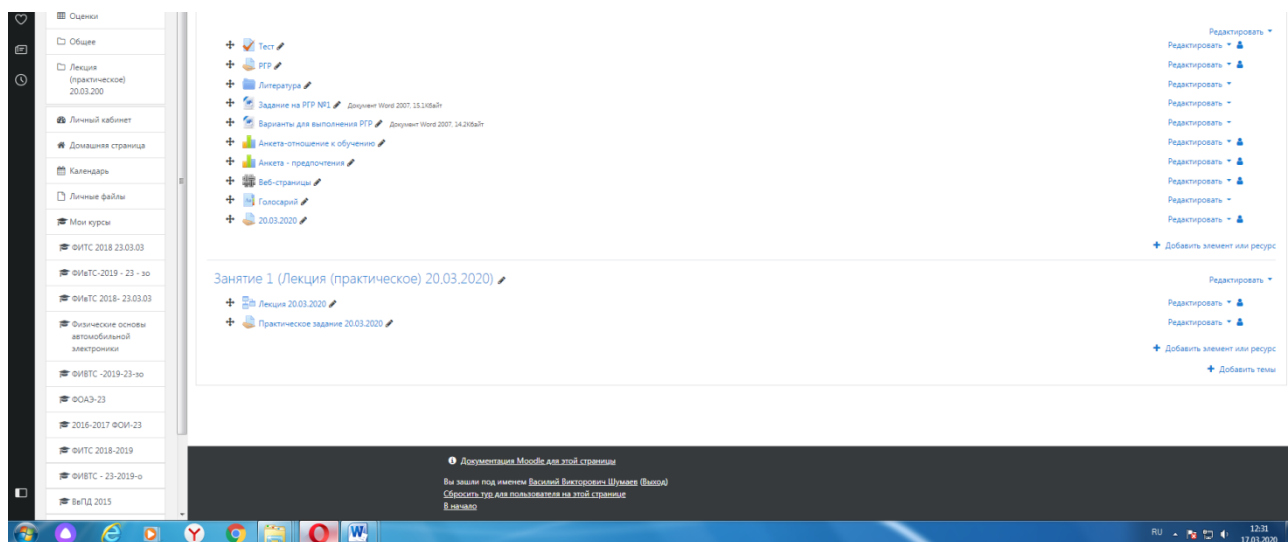 Оценки
Общее
Лекция
(практическое)
20.03.200
Личный кабинет
Домашняя страница
Календарь
Личные файлы
Мои курсы
ФИТС 2018 23.03.03
ФИвТС-2019 - 23 - зо
ФИвТС 2018- 23.03.03
Физические основы
автомобильной
электроники
ФИВТС -2019-23-зо
ФОАЭ-23
2016-2017 ФОИ-23
ФИТС 2018-2019
ФИВТС - 23-2019-о
ВвПД 2015
Редактировать
Тест Редактировать
РГР Редактировать
Литература Редактировать
Задание на РГР №1 Документ Word 2007, 15.1Кбайт Редактировать
Варианты для выполнения РГР Документ Word 2007, 14.2Кбайт Редактировать
Анкета-отношение к обучению Редактировать
Анкета - предпочтения Редактировать
Веб-страницы Редактировать
Голосарий Редактировать
20.03.2020 Редактировать
Добавить элемент или ресурс
Занятие 1 (Лекция (практическое) 20.03.2020) Редактировать
Лекция 20.03.2020 Редактировать
Практическое задание 20.03.2020 Редактировать
Добавить элемент или ресурс
Добавить темы
Документация Moodle для этой страницы
Вы зашли под именем Василий Викторович Шумаев (Выход)
Сбросить тур для пользователя на этой странице
В начало
RU 12:31
17.03.2020